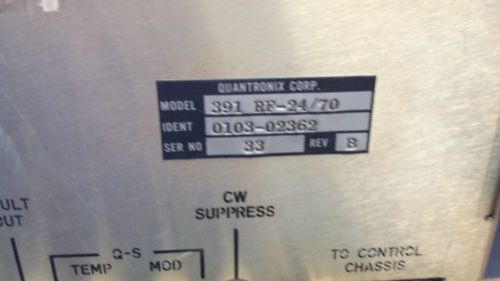 QUANTRONIX CORP.
MODEL 391 RF-24/70
IDENT 0103-02362
SER NO 33 REV B
CW
SUPPRESS
Q-S
TEMP MOD
TO CONTROL
CHASSIS